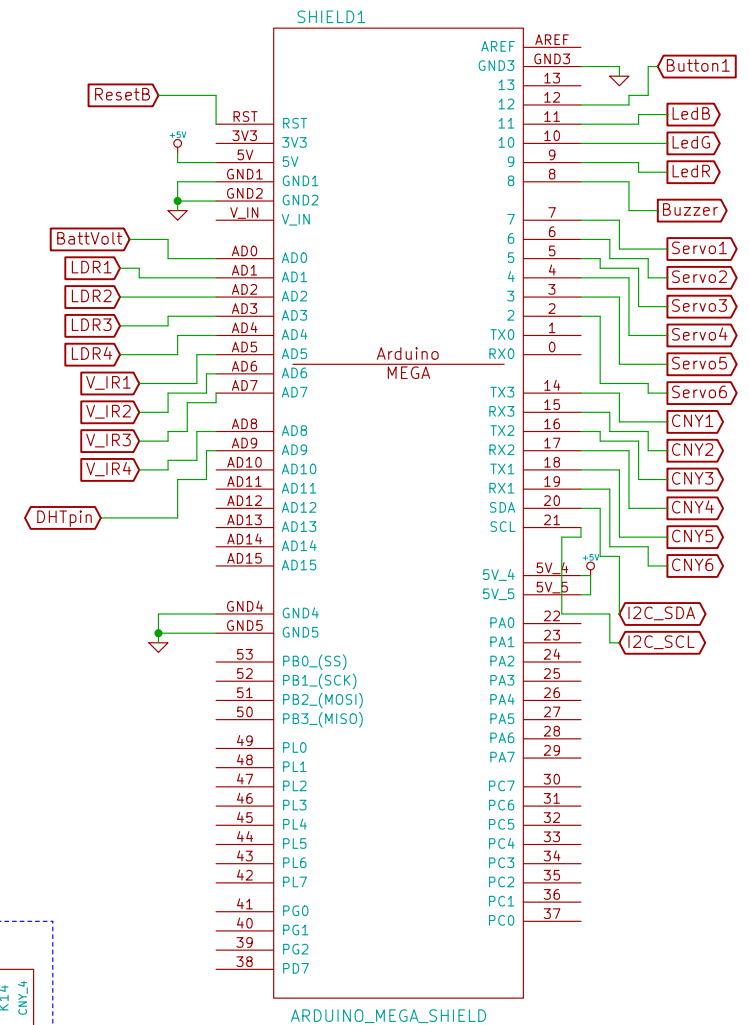 SHIELD1
AREF AREF
GND3 GND3
13 13
12 12
11 11
10 10
9 9
8 8
7 7
6 6
5 5
4 4
3 3
2 2
TX0 1
RX0 0
TX3 14
RX3 15
TX2 16
RX2 17
TX1 18
RX1 19
SDA 20
SCL 21
5V_4 5V_4
5V_5 5V_5
+5V
PA0 22
PA1 23
PA2 24
PA3 25
PA4 26
PA5 27
PA6 28
PA7 29
PC7 30
PC6 31
PC5 32
PC4 33
PC3 34
PC2 35
PC1 36
PC0 37
Button1
LedB
LedG
LedR
Buzzer
Servo1
Servo2
Servo3
Servo4
Servo5
Servo6
CNY1
CNY2
CNY3
CNY4
CNY5
CNY6
I2C_SDA
I2C_SCL
ResetB
+5V
BattVolt
LDR1
LDR2
LDR3
LDR4
V_IR1
V_IR2
V_IR3
V_IR4
DHTpin
RST RST
3V3 3V3
5V 5V
GND1 GND1
GND2 GND2
V_IN V_IN
AD0 AD0
AD1 AD1
AD2 AD2
AD3 AD3
AD4 AD4
AD5 AD5
AD6 AD6
AD7 AD7
AD8 AD8
AD9 AD9
AD10 AD10
AD11 AD11
AD12 AD12
AD13 AD13
AD14 AD14
AD15 AD15
GND4 GND4
GND5 GND5
53 PB0_(SS)
52 PB1_(SCK)
51 PB2_(MOSI)
50 PB3_(MISO)
49 PL0
48 PL1
47 PL2
46 PL3
45 PL4
44 PL5
43 PL6
42 PL7
41 PG0
40 PG1
39 PG2
38 PD7
Arduino
MEGA
ARDUINO_MEGA_SHIELD
K14
CNY_4